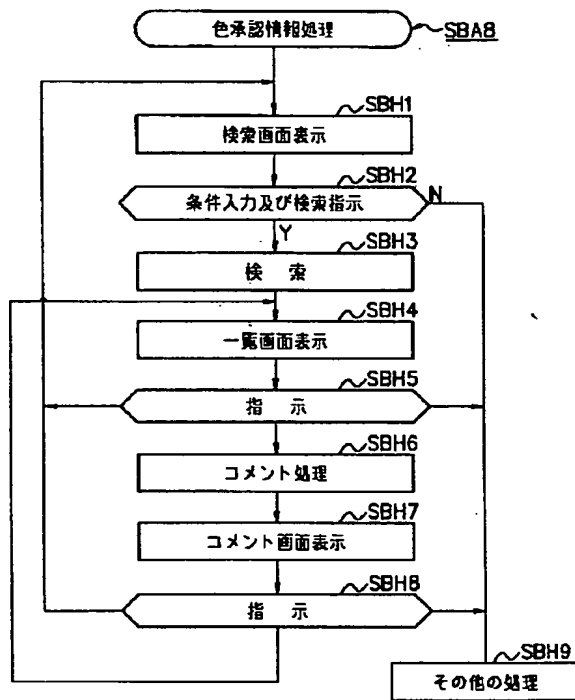 色承認情報処理
SBA8
SBH1
検索画面表示
SBH2
条件入力及び検索指示
N
Y
SBH3
検 索
SBH4
一覧画面表示
SBH5
指 示
SBH6
コメント処理
SBH7
コメント画面表示
SBH8
指 示
SBH9
その他の処理